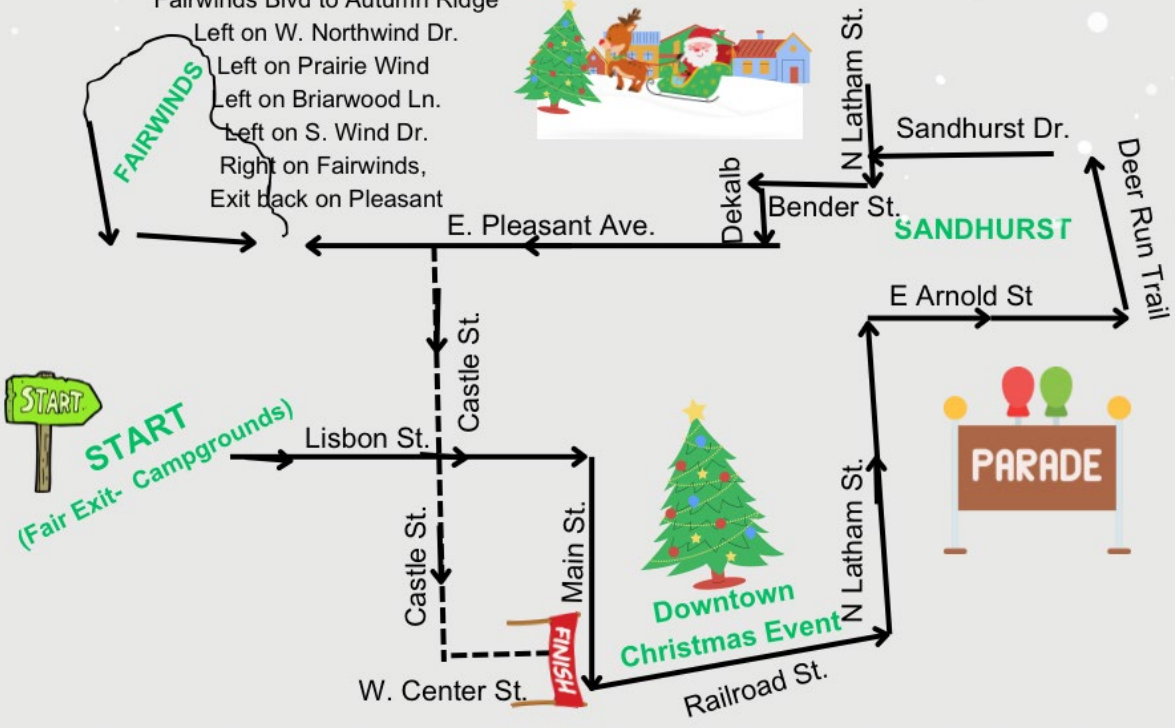 Fairwinds Blvd to Autumn Ridge
Left on W. Northwind Dr.
Left on Prairie Wind
Left on Briarwood Ln.
Left on S. Wind Dr.
Right on Fairwinds,
Exit back on Pleasant
FAIRWINDS
N Latham St.
Sandhurst Dr.
Dekalb
Bender St.
SANDHURST
Deer Run Trail
E. Pleasant Ave.
E Arnold St
Castle St.
START
START
(Fair Exit- Campgrounds)
Lisbon St.
PARADE
Castle St.
Main St.
N Latham St.
Downtown
Christmas Event
FINISH
W. Center St.
Railroad St.